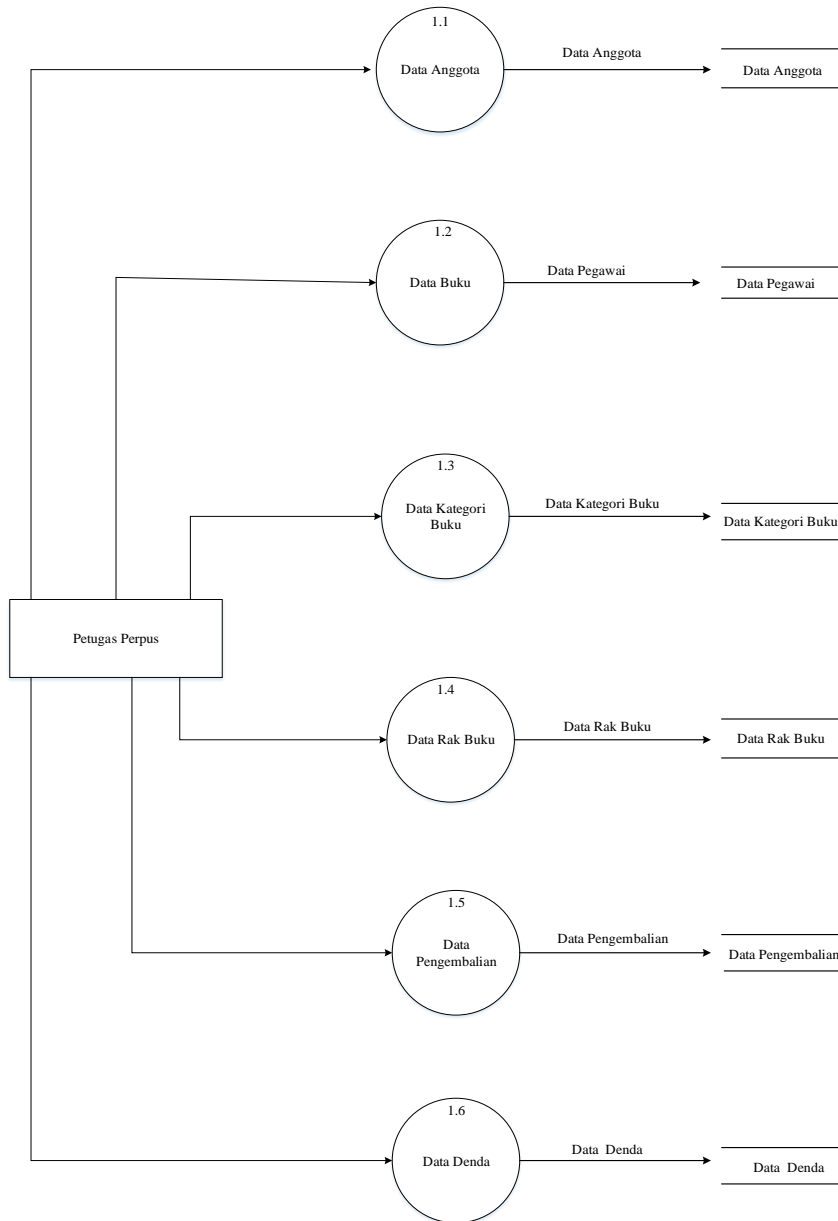 1.1
Data Anggota
Data Anggota
Data Anggota
1.2
Data Buku
Data Pegawai
Data Pegawai
1.3
Data Kategori
Buku
Data Kategori Buku
Data Kategori Buku
Petugas Perpus
1.4
Data Rak Buku
Data Rak Buku
Data Rak Buku
1.5
Data
Pengembalian
Data Pengembalian
Data Pengembalian
1.6
Data Denda
Data Denda
Data Denda